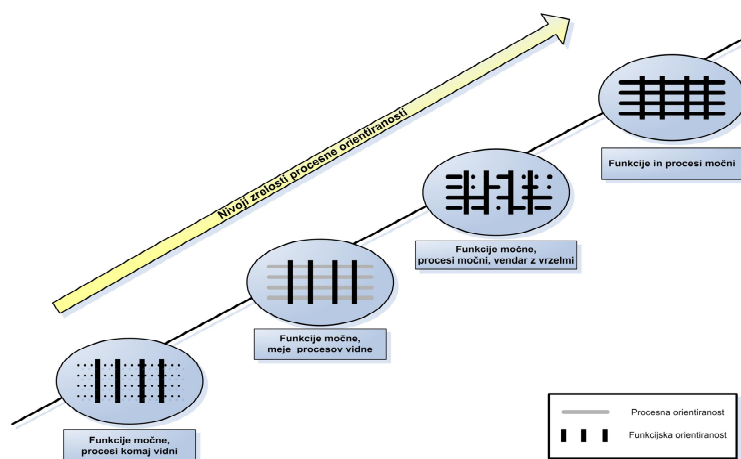 Nivoji zrelosti procesne orientiranosti
Funkcije in procesi močni
Funkcije močne,
procesi močni, vendar z vrzelmi
Funkcije močne,
meje procesov vidne
Funkcije močne,
procesi komaj vidni
Procesna orientiranost
Funkcijska orientiranost